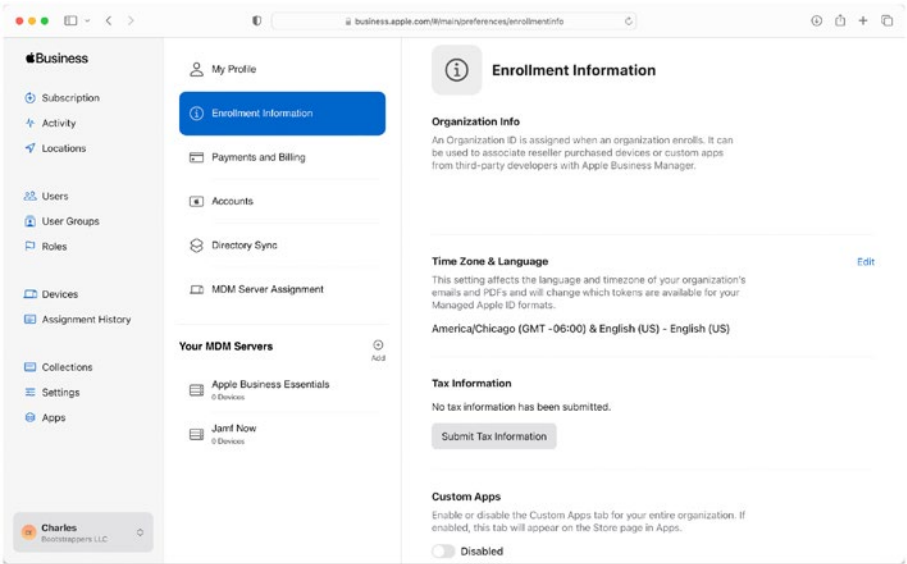 business.apple.com/#/main/preferences/enrollmentinfo
Business
Subscription
Activity
Locations
Users
User Groups
Roles
Devices
Assignment History
Collections
Settings
Apps
Charles
Bootstrappers LLC
My Profile
Enrollment Information
Payments and Billing
Accounts
Directory Sync
MDM Server Assignment
Your MDM Servers
Add
Apple Business Essentials
0 Devices
Jamf Now
0 Devices
Enrollment Information
Organization Info
An Organization ID is assigned when an organization enrolls. It can
be used to associate reseller purchased devices or custom apps
from third-party developers with Apple Business Manager.
Time Zone & Language
Edit
This setting affects the language and timezone of your organization's
emails and PDFs and will change which tokens are available for your
Managed Apple ID formats.
America/Chicago (GMT -06:00) & English (US) - English (US)
Tax Information
No tax information has been submitted.
Submit Tax Information
Custom Apps
Enable or disable the Custom Apps tab for your entire organization. If
enabled, this tab will appear on the Store page in Apps.
Disabled